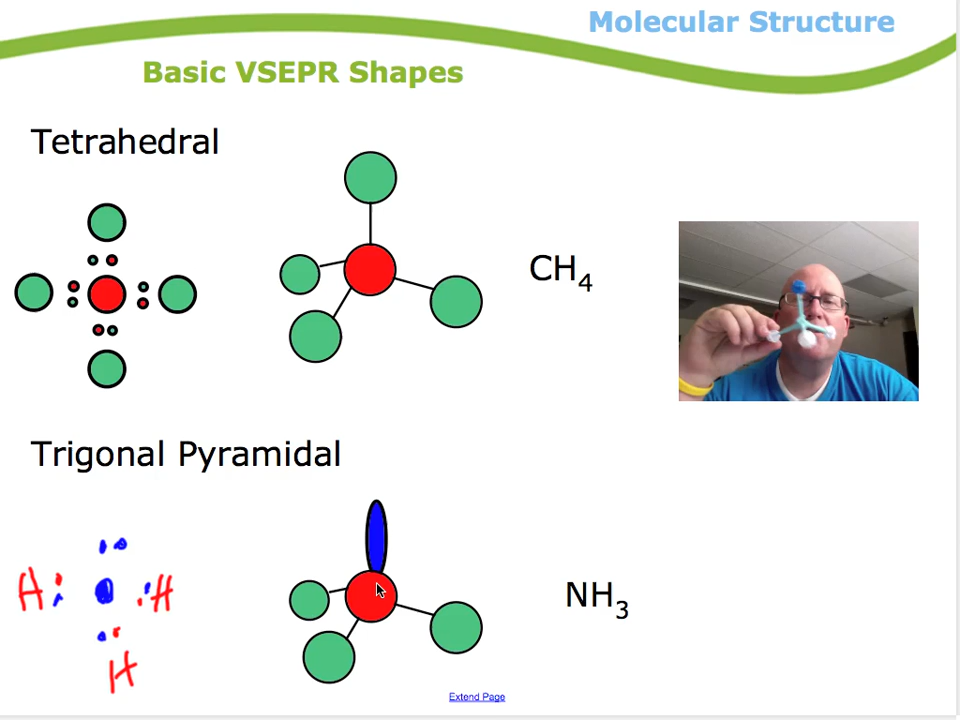 Molecular Structure
Basic VSEPR Shapes
Tetrahedral
CH₄
Trigonal Pyramidal
H H
H
NH₃
Extend Page